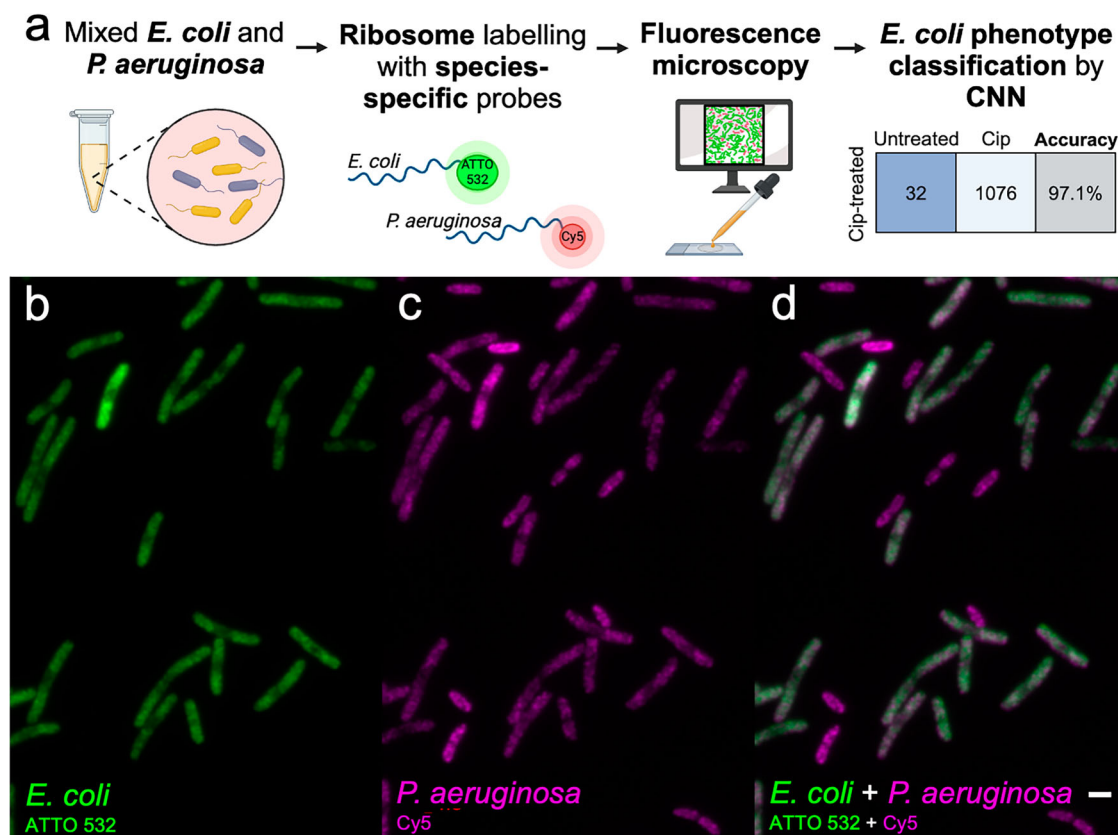 a
Mixed E. coli and
P. aeruginosa
Ribosome labelling
with species-
specific probes
E. coli
ATTO
532
P. aeruginosa
Cy5
Fluorescence
microscopy
E. coli phenotype
classification by
CNN
Untreated Cip Accuracy
Cip-treated
32 1076 97.1%
b
c
d
E. coli
ATTO 532
P. aeruginosa
Cy5
E. coli + P. aeruginosa
ATTO 532 + Cy5